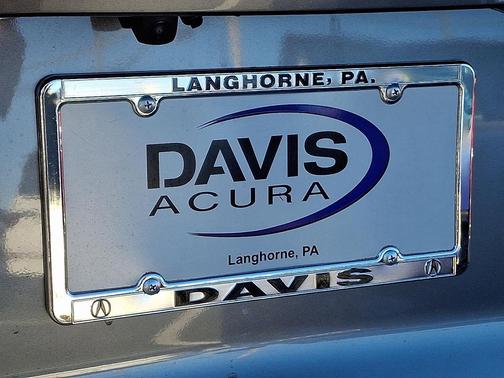 LANGHORNE, PA.
DAVIS
ACURA
Langhorne, PA
DAVIS